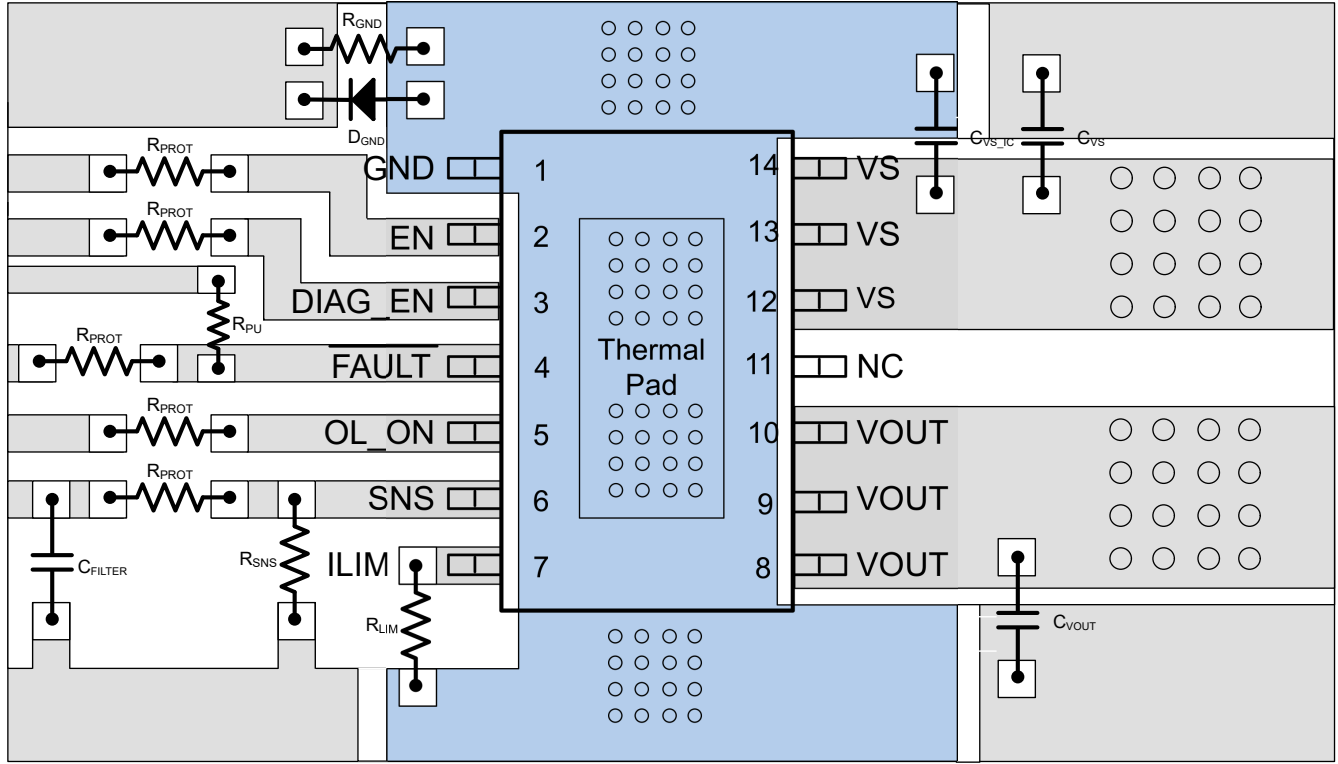 RGND
DGND
CVS_IC
CVS
RPROT
GND
1
14
VS
RPROT
EN
2
13
VS
DIAG_EN
3
12
VS
RPU
RPROT
FAULT
4
Thermal
Pad
11
NC
RPROT
OL_ON
5
10
VOUT
RPROT
SNS
6
9
VOUT
CFILTER
RSNS
ILIM
7
8
VOUT
RLIM
CVOUT